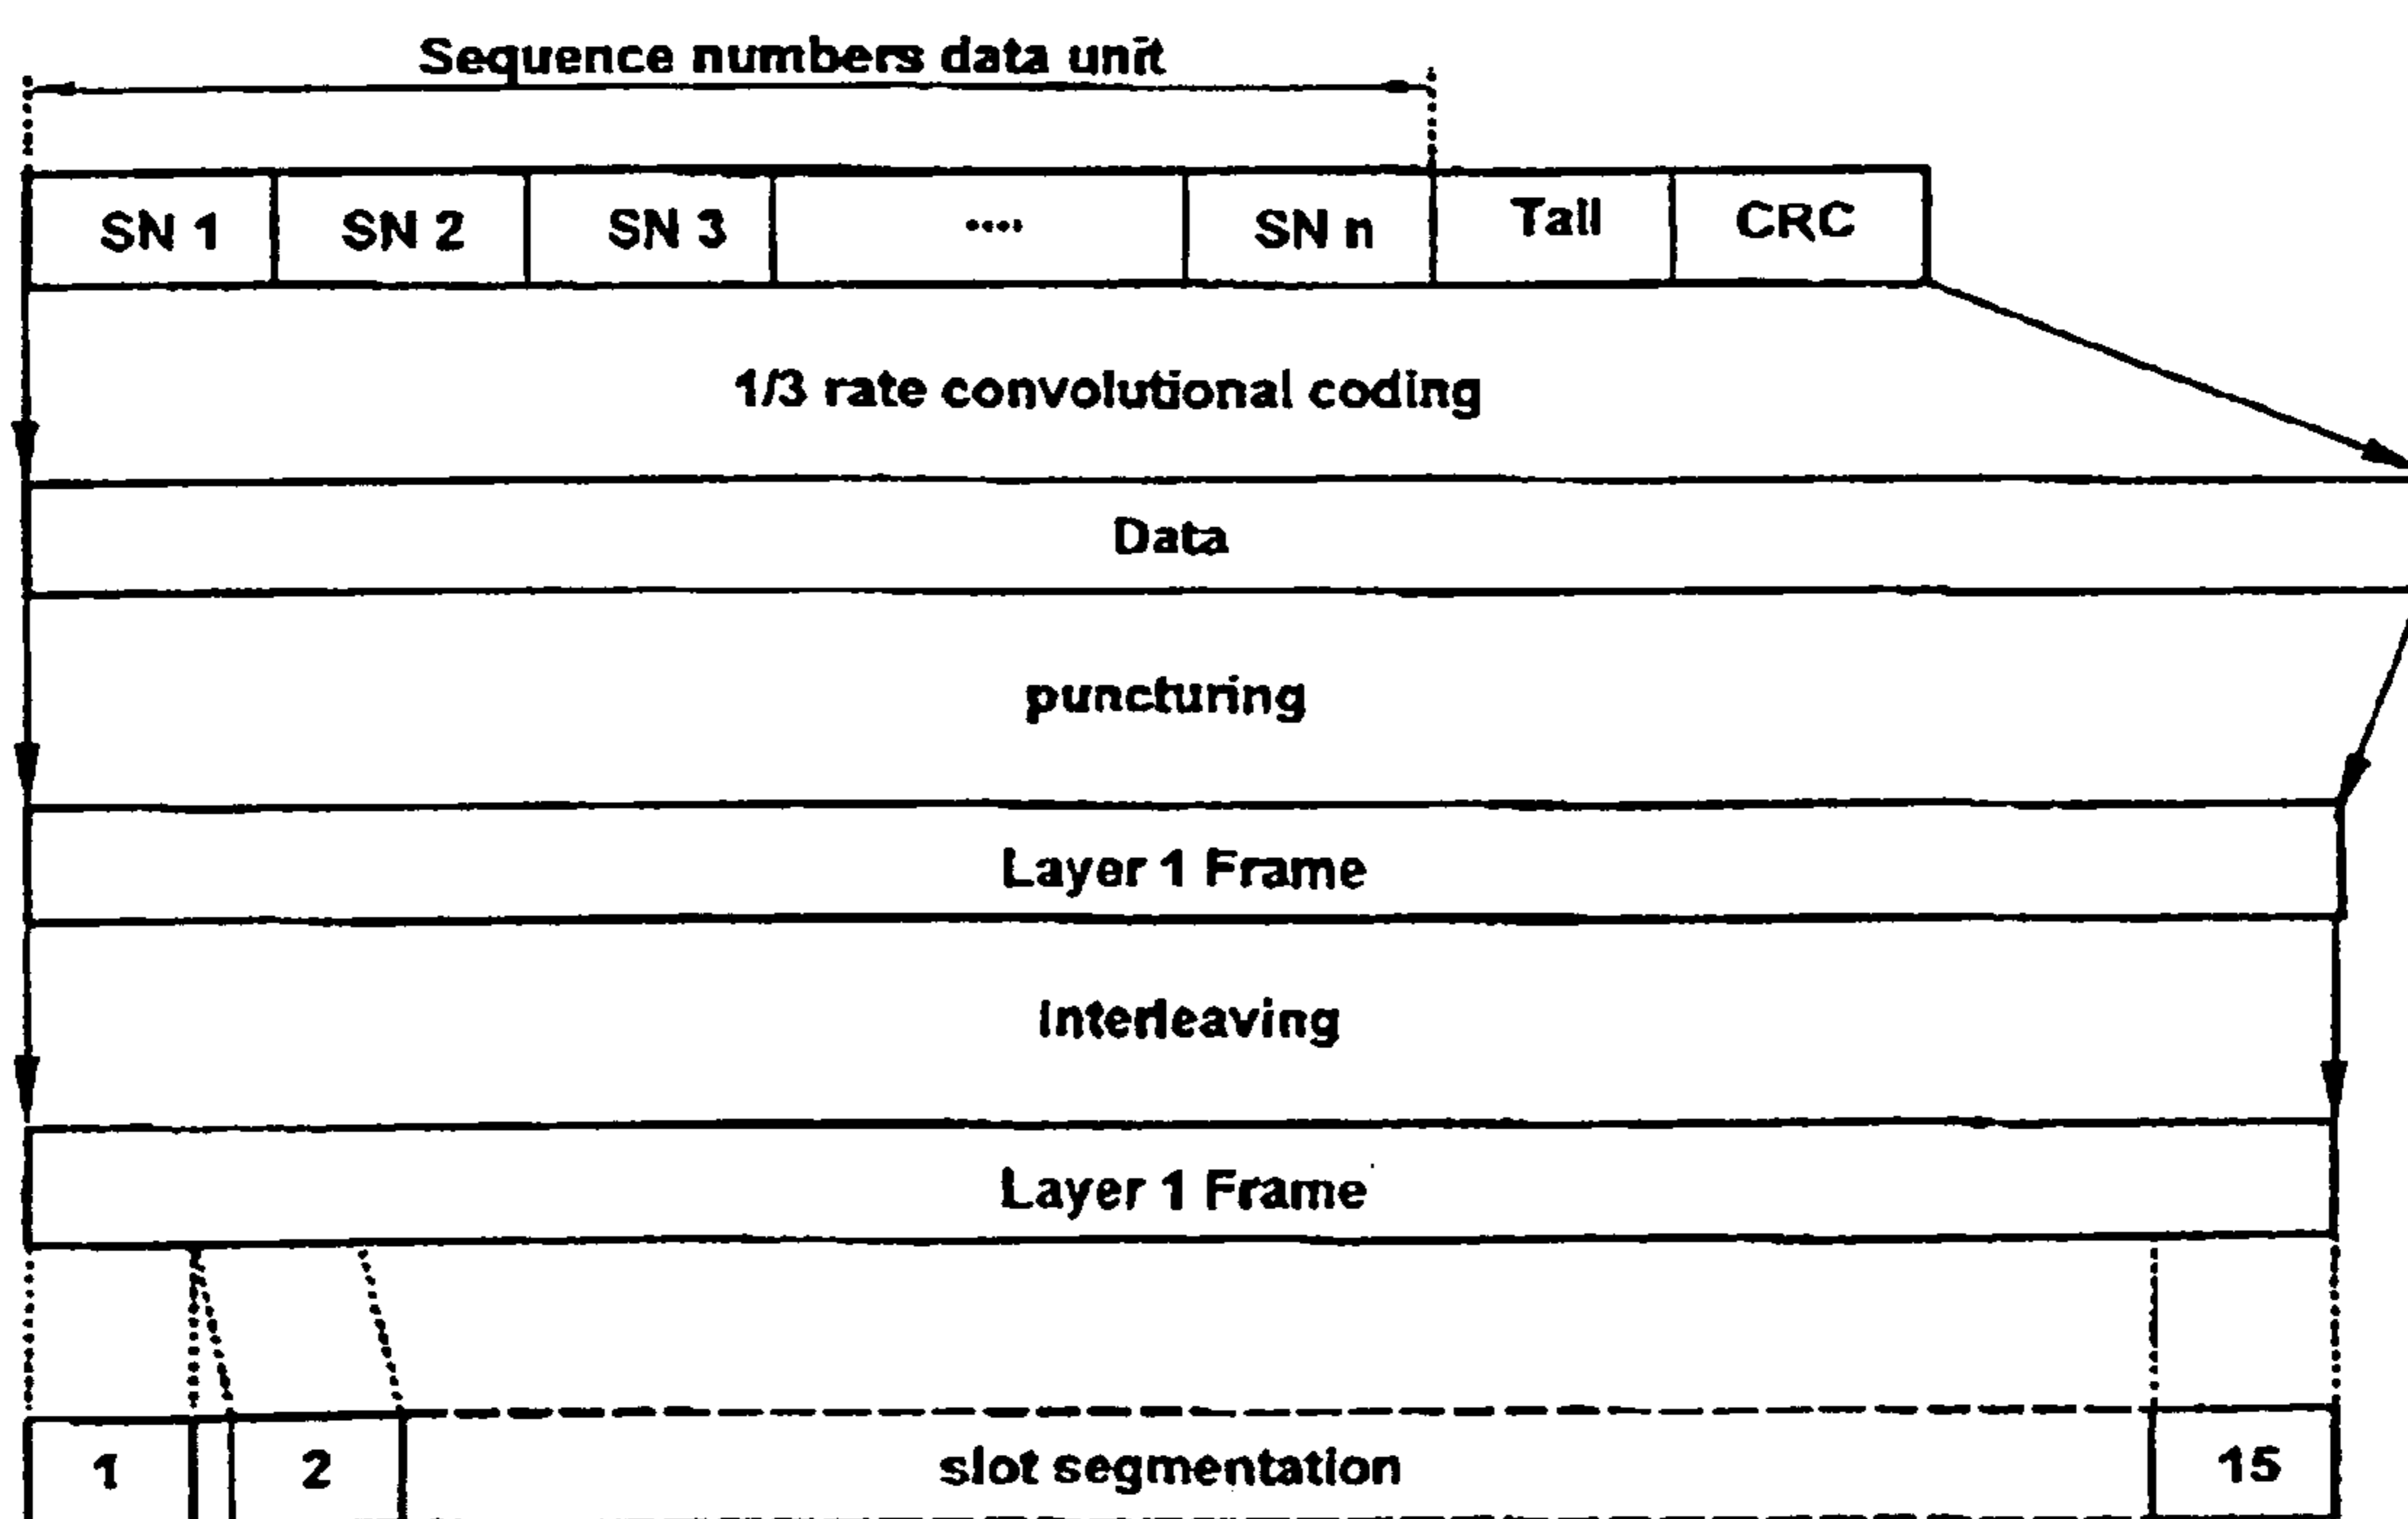 Sequence numbers data unit
SN 1 SN 2 SN 3 .... SN n Tail CRC
1/3 rate convolutional coding
Data
puncturing
Layer 1 Frame
Interleaving
Layer 1 Frame
1 2 slot segmentation 15